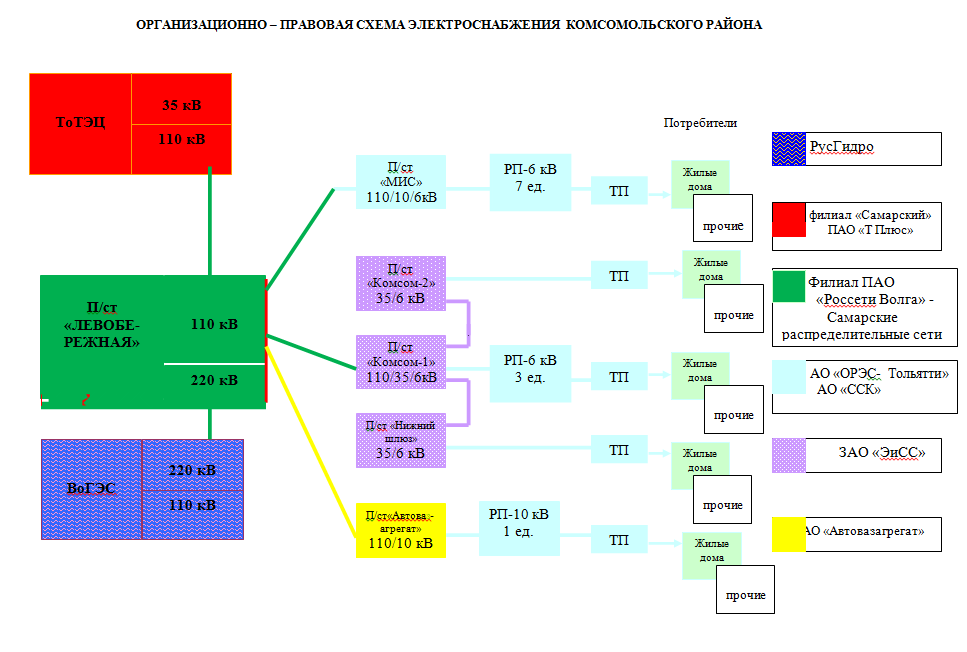 ОРГАНИЗАЦИОННО – ПРАВОВАЯ СХЕМА ЭЛЕКТРОСНАБЖЕНИЯ КОМСОМОЛЬСКОГО РАЙОНА
ТоТЭЦ
35 кВ
110 кВ
П/ст
«ЛЕВОБЕ-
РЕЖНАЯ»
110 кВ
220 кВ
ВоГЭС
220 кВ
110 кВ
П/ст
«МИС»
110/10/6кВ
РП-6 кВ
7 ед.
ТП
Потребители
Жилые
дома
прочие
П/ст
«Комсом-2»
35/6 кВ
ТП
Жилые
дома
прочие
П/ст
«Комсом-1»
110/35/6кВ
РП-6 кВ
3 ед.
ТП
Жилые
дома
прочие
П/ст «Нижний
шлюз»
35/6 кВ
ТП
Жилые
дома
прочие
П/ст«Автова -
агрегат»
110/10 кВ
РП-10 кВ
1 ед.
ТП
Жилые
дома
прочие
РусГидро
филиал «Самарский»
ПАО «Т Плюс»
Филиал ПАО
«Россети Волга» -
Самарские
распределительные сети
АО «ОРЭС- Тольятти»
АО «ССК»
ЗАО «ЭиСС»
АО «Автовазагрегат»